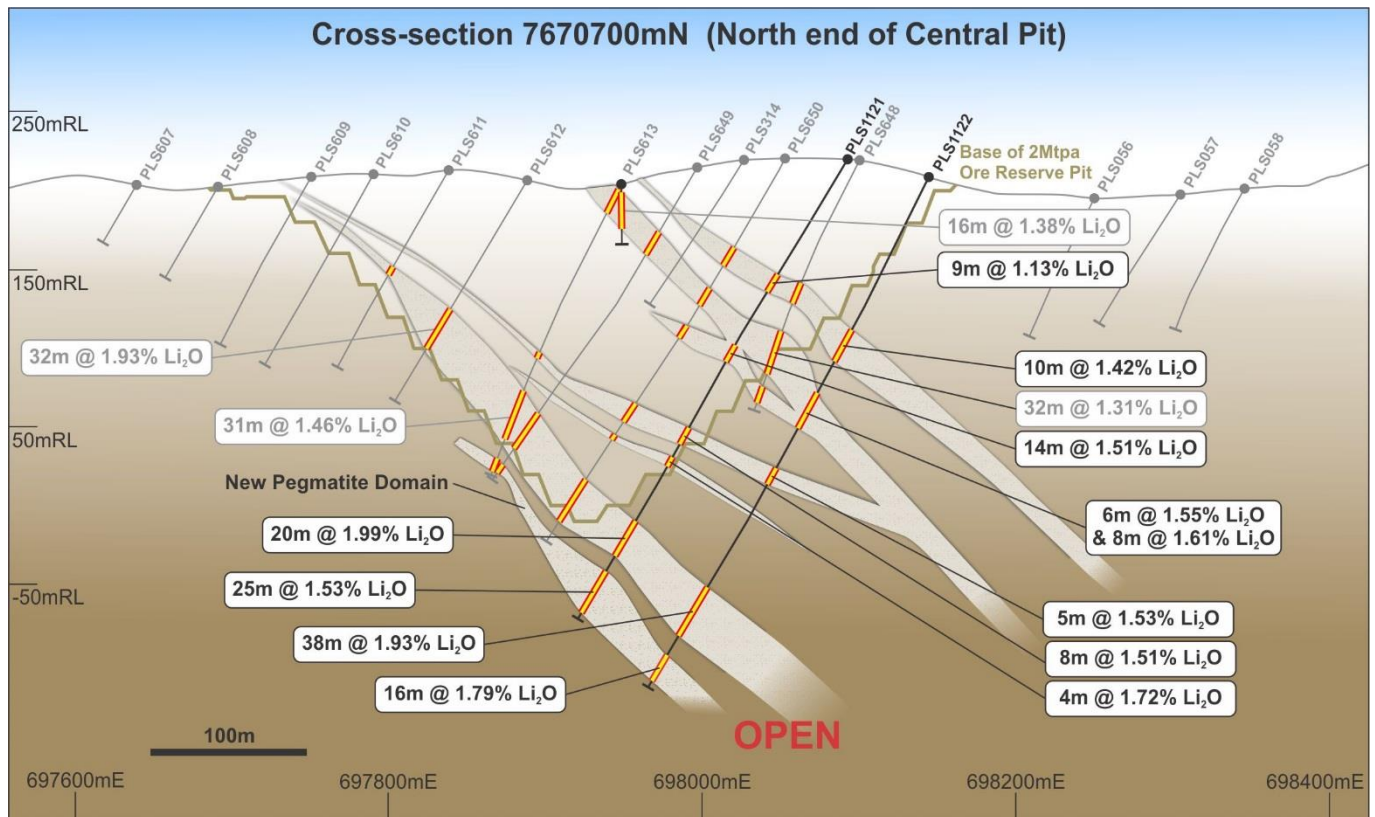 Cross-section 7670700mN (North end of Central Pit)
250mRL
150mRL
50mRL
-50mRL
PLS607
PLS608
PLS609
PLS610
PLS611
PLS612
PLS613
PLS649
PLS314
PLS650
PLS1121
PLS648
PLS1122
PLS056
PLS057
PLS058
Base of 2Mtpa
Ore Reserve Pit
16m @ 1.38% Li₂O
9m @ 1.13% Li₂O
32m @ 1.93% Li₂O
10m @ 1.42% Li₂O
32m @ 1.31% Li₂O
31m @ 1.46% Li₂O
14m @ 1.51% Li₂O
New Pegmatite Domain
6m @ 1.55% Li₂O
& 8m @ 1.61% Li₂O
20m @ 1.99% Li₂O
25m @ 1.53% Li₂O
5m @ 1.53% Li₂O
38m @ 1.93% Li₂O
8m @ 1.51% Li₂O
16m @ 1.79% Li₂O
4m @ 1.72% Li₂O
OPEN
100m
697600mE
697800mE
698000mE
698200mE
698400mE